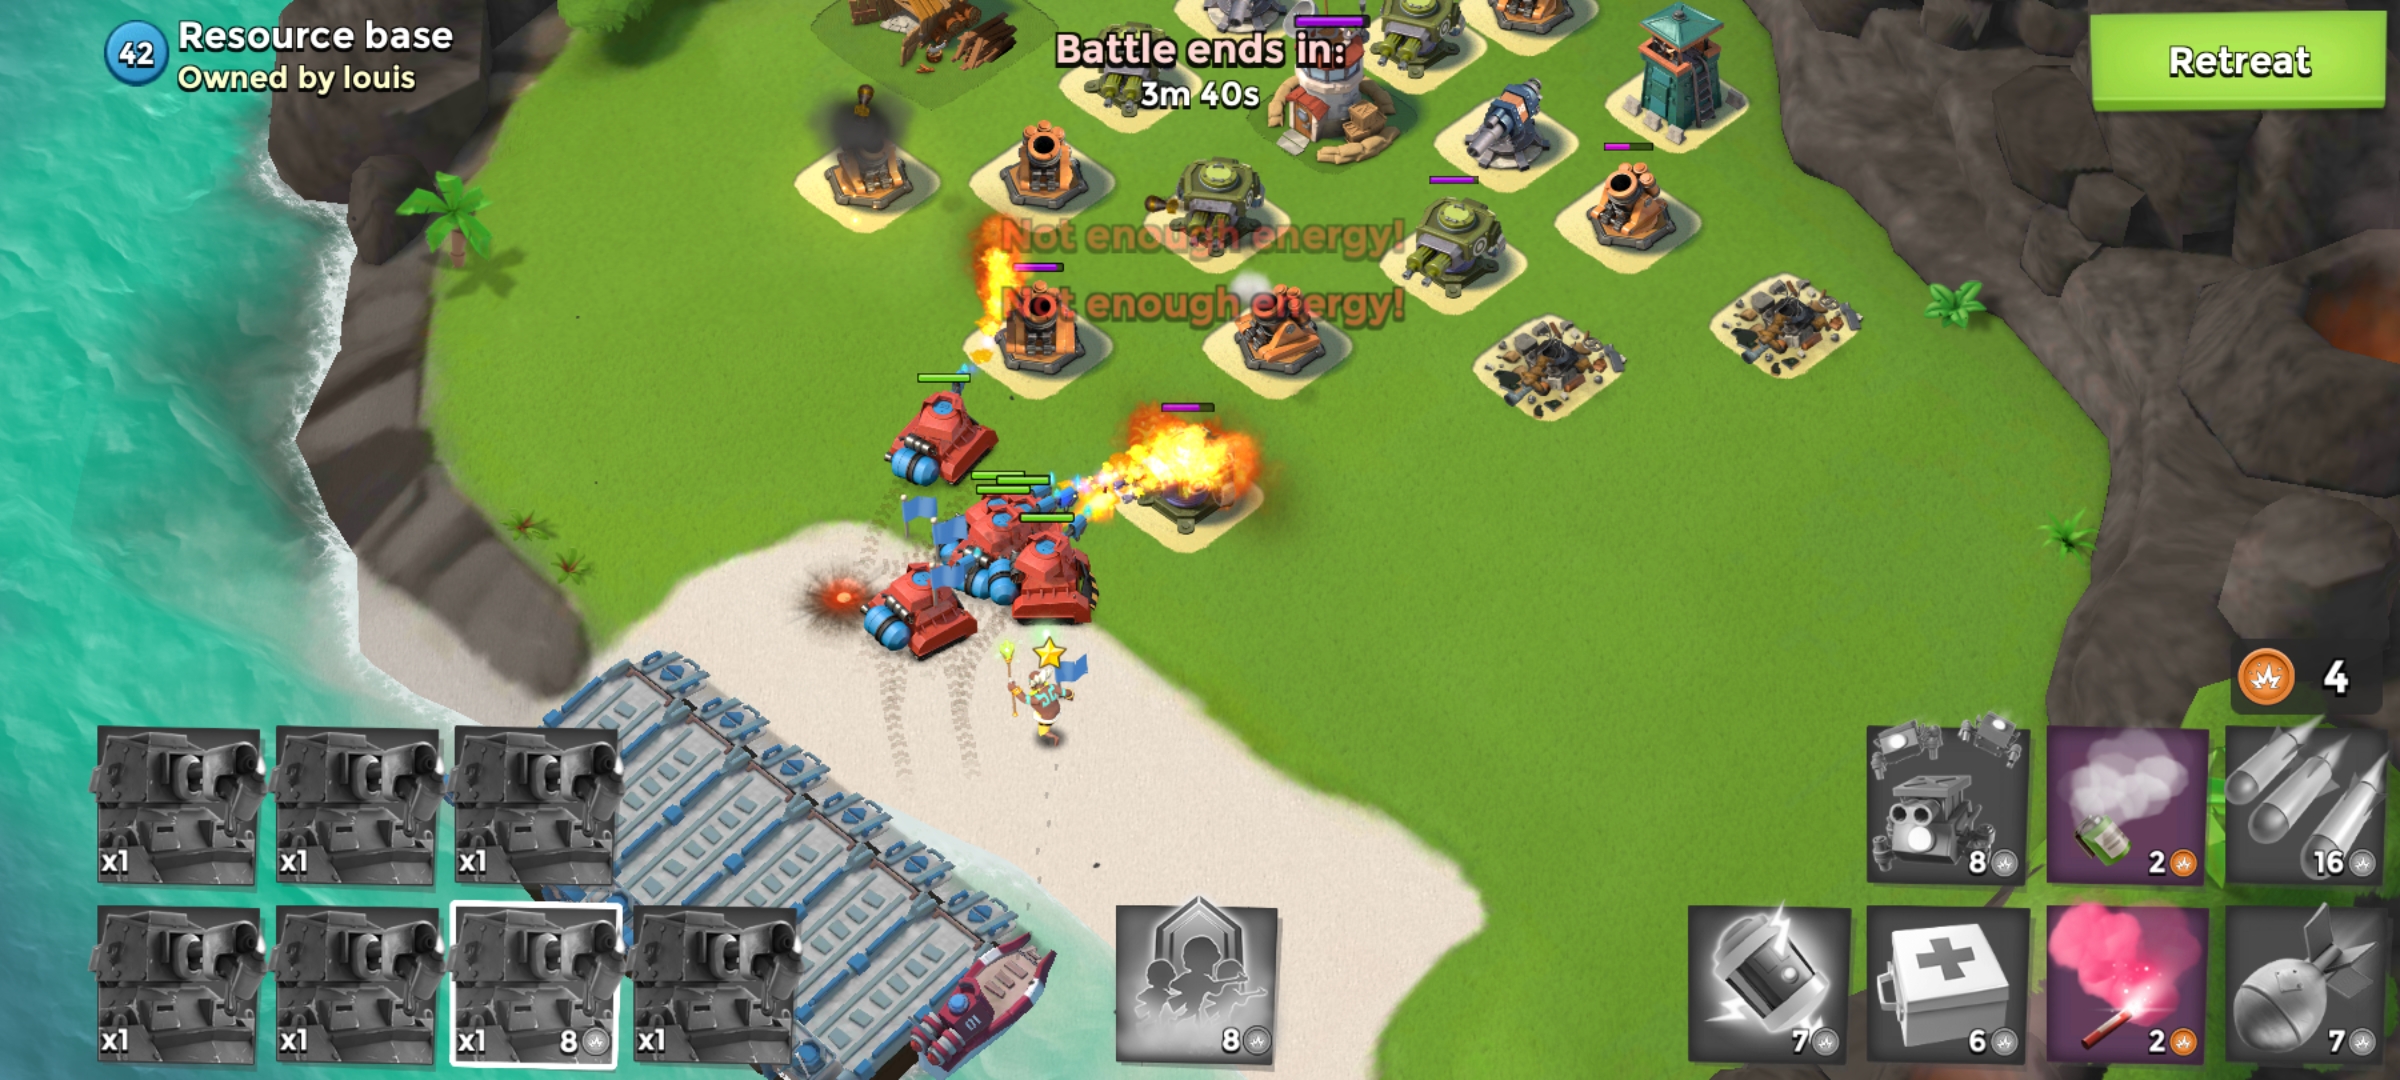 42
Resource base
Owned by louis
Battle ends in:
3m 40s
Retreat
Not enough energy!
Not enough energy!
4
x1
x1
x1
8
2
16
x1
x1
x1
8
x1
8
7
6
2
7
01